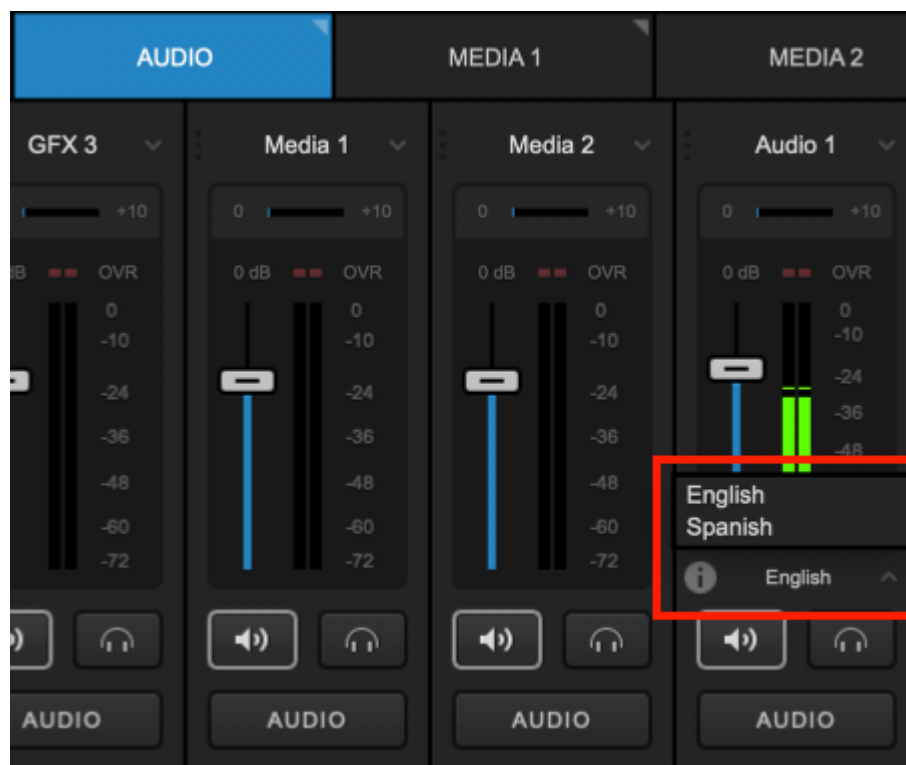 AUDIO MEDIA 1 MEDIA 2
GFX 3 Media 1 Media 2 Audio 1
+10 0 +10 0 +10 0 +10
OVR 0 dB OVR 0 dB OVR 0 dB OVR
0 0 0 0
-10 -10 -10 -10
-24 -24 -24 -24
-36 -36 -36 -36
-48 -48 -48 -48
-60 -60 -60
-72 -72 -72
English
Spanish
English
AUDIO AUDIO AUDIO AUDIO